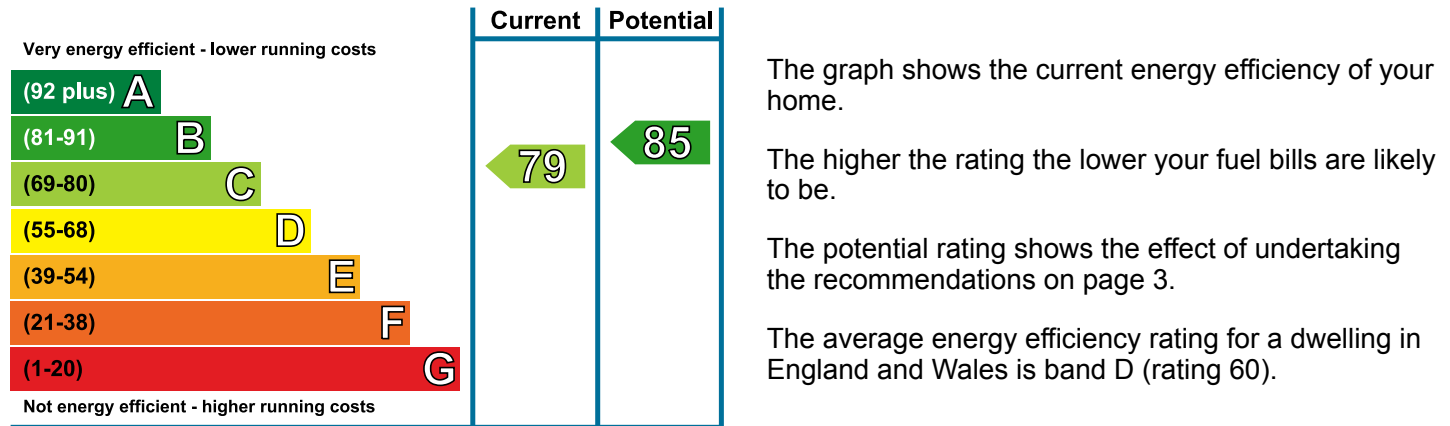 Current Potential
Very energy efficient - lower running costs
(92 plus) A
(81-91) B
(69-80) C
(55-68) D
(39-54) E
(21-38) F
(1-20) G
Not energy efficient - higher running costs
79
85
The graph shows the current energy efficiency of your
home.
The higher the rating the lower your fuel bills are likely
to be.
The potential rating shows the effect of undertaking
the recommendations on page 3.
The average energy efficiency rating for a dwelling in
England and Wales is band D (rating 60).